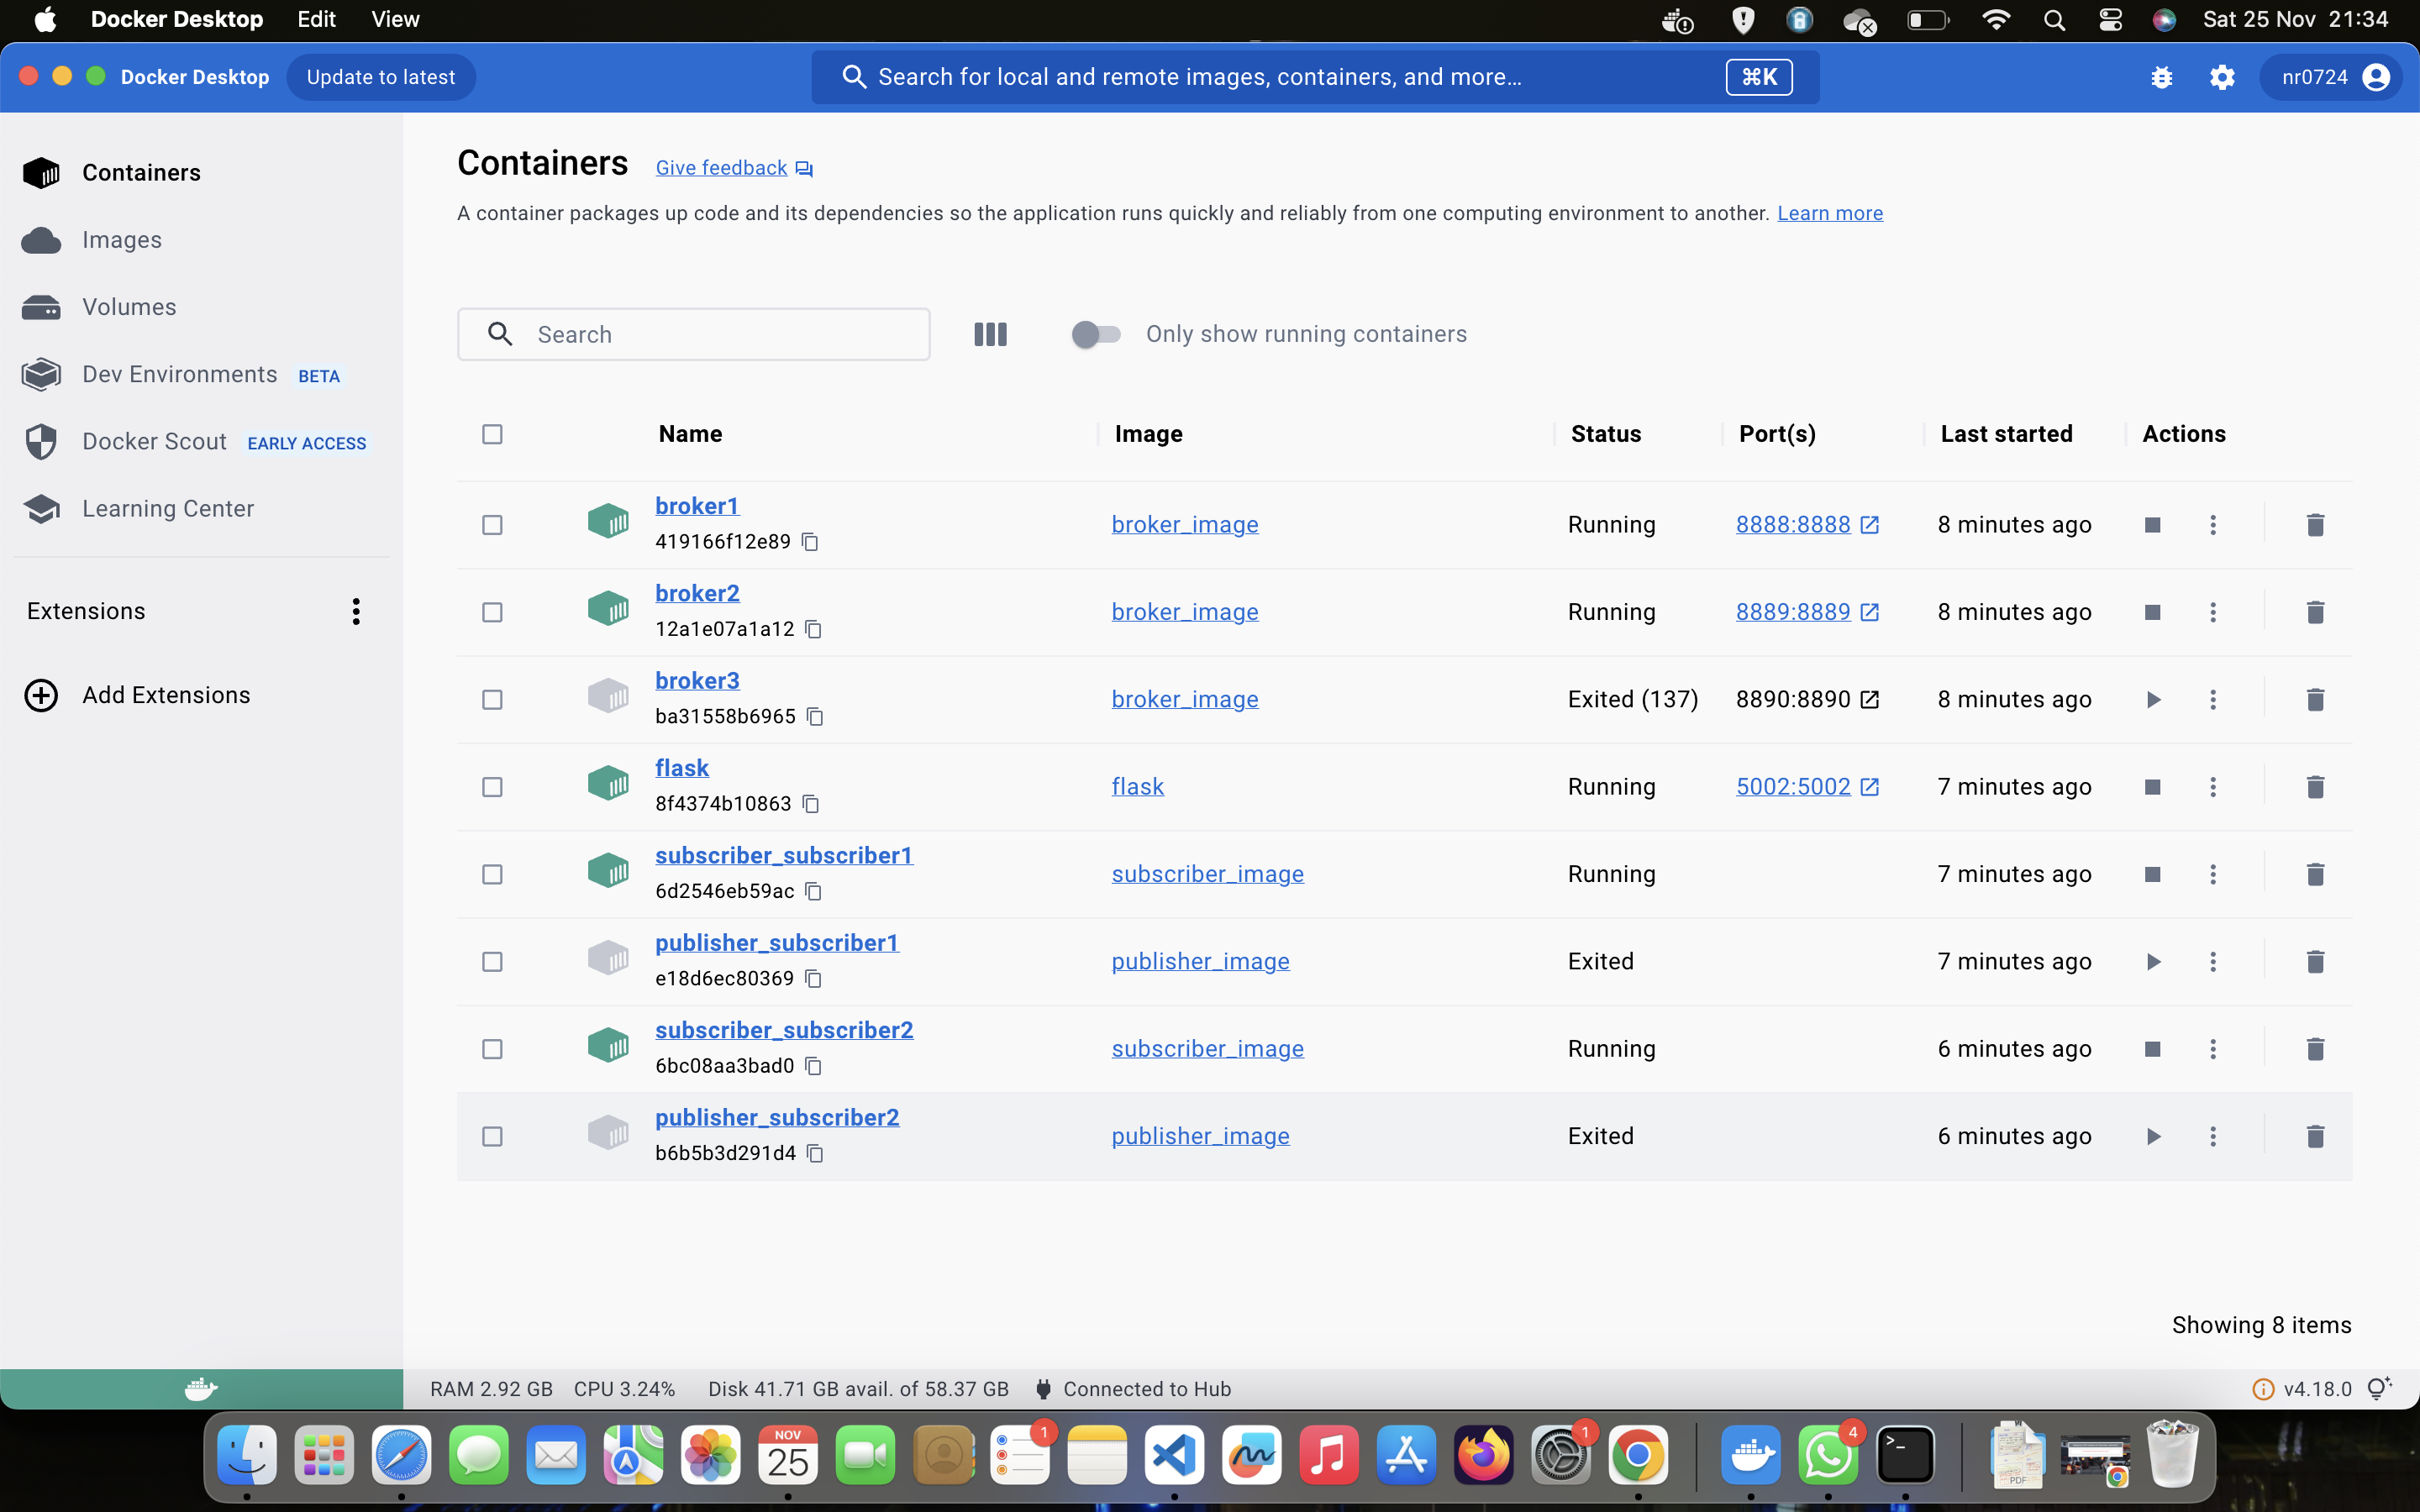 Docker Desktop Edit View Sat 25 Nov 21:34
Docker Desktop Update to latest Search for local and remote images, containers, and more... ⌘K nr0724
Containers
Images
Volumes
Dev Environments BETA
Docker Scout EARLY ACCESS
Learning Center
Extensions
Add Extensions
Containers Give feedback
A container packages up code and its dependencies so the application runs quickly and reliably from one computing environment to another. Learn more
Search Only show running containers
Name Image Status Port(s) Last started Actions
broker1 broker_image Running 8888:8888 8 minutes ago
419166f12e89
broker2 broker_image Running 8889:8889 8 minutes ago
12a1e07a1a12
broker3 broker_image Exited (137) 8890:8890 8 minutes ago
ba31558b6965
flask flask Running 5002:5002 7 minutes ago
8f4374b10863
subscriber_subscriber1 subscriber_image Running 7 minutes ago
6d2546eb59ac
publisher_subscriber1 publisher_image Exited 7 minutes ago
e18d6ec80369
subscriber_subscriber2 subscriber_image Running 6 minutes ago
6bc08aa3bad0
publisher_subscriber2 publisher_image Exited 6 minutes ago
b6b5b3d291d4
Showing 8 items
RAM 2.92 GB CPU 3.24% Disk 41.71 GB avail. of 58.37 GB Connected to Hub v4.18.0
NOV
25
1
1
4
PDF